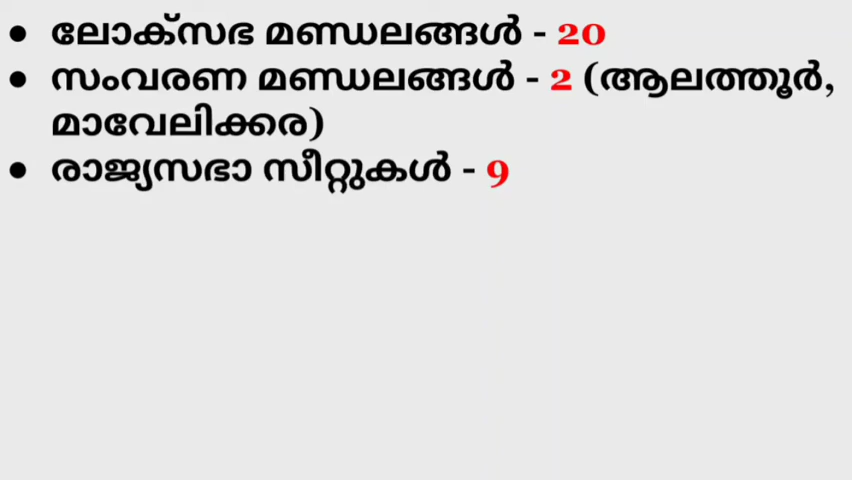 ● ലോക്സഭ മണ്ഡലങ്ങൾ - 20
● സംവരണ മണ്ഡലങ്ങൾ - 2 (ആലത്തൂർ,
മാവേലിക്കര)
● രാജ്യസഭാ സീറ്റുകൾ - 9